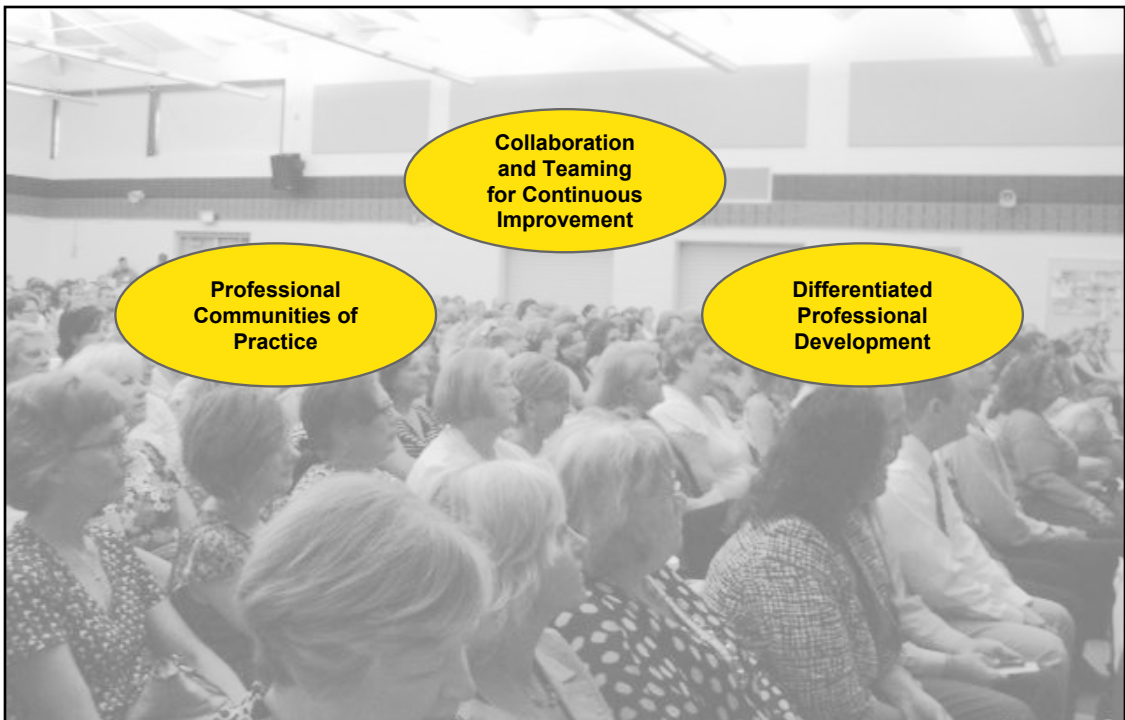 Collaboration
and Teaming
for Continuous
Improvement
Professional
Communities of
Practice
Differentiated
Professional
Development